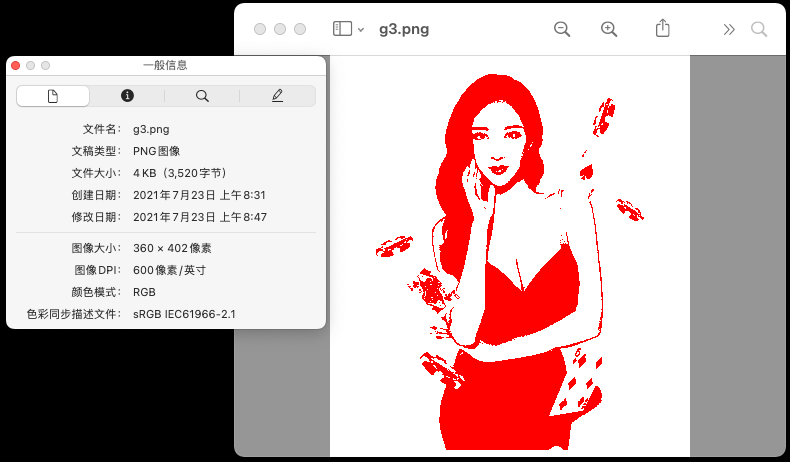 g3.png
一般信息
文件名： g3.png
文稿类型： PNG图像
文件大小： 4 KB（3,520字节）
创建日期： 2021年7月23日 上午8:31
修改日期： 2021年7月23日 上午8:47
图像大小： 360 × 402像素
图像DPI： 600像素/英寸
颜色模式： RGB
色彩同步描述文件： sRGB IEC61966-2.1
6